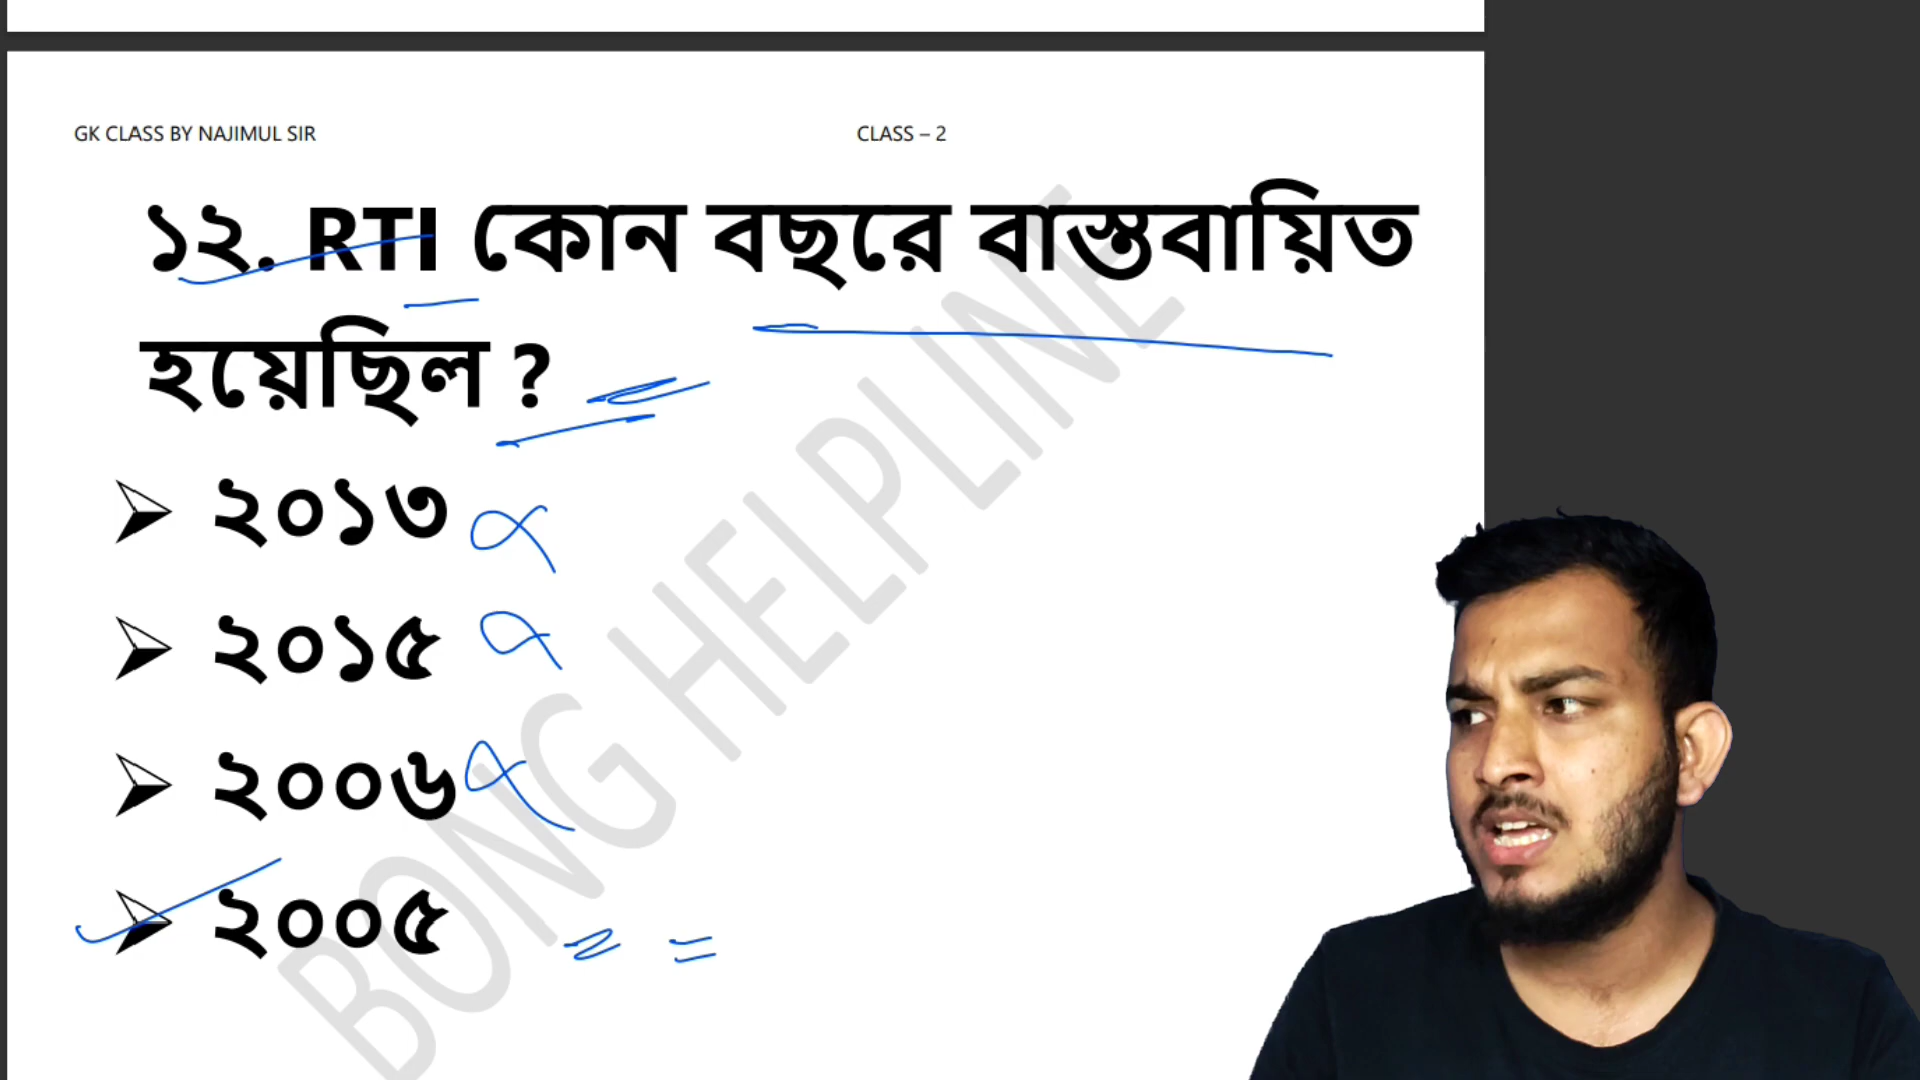 GK CLASS BY NAJIMUL SIR CLASS – 2
১২. RTI কোন বছরে বাস্তবায়িত
হয়েছিল ?
➢ ২০১৩
➢ ২০১৫
➢ ২০০৬
➢ ২০০৫
BONG HELPLINE